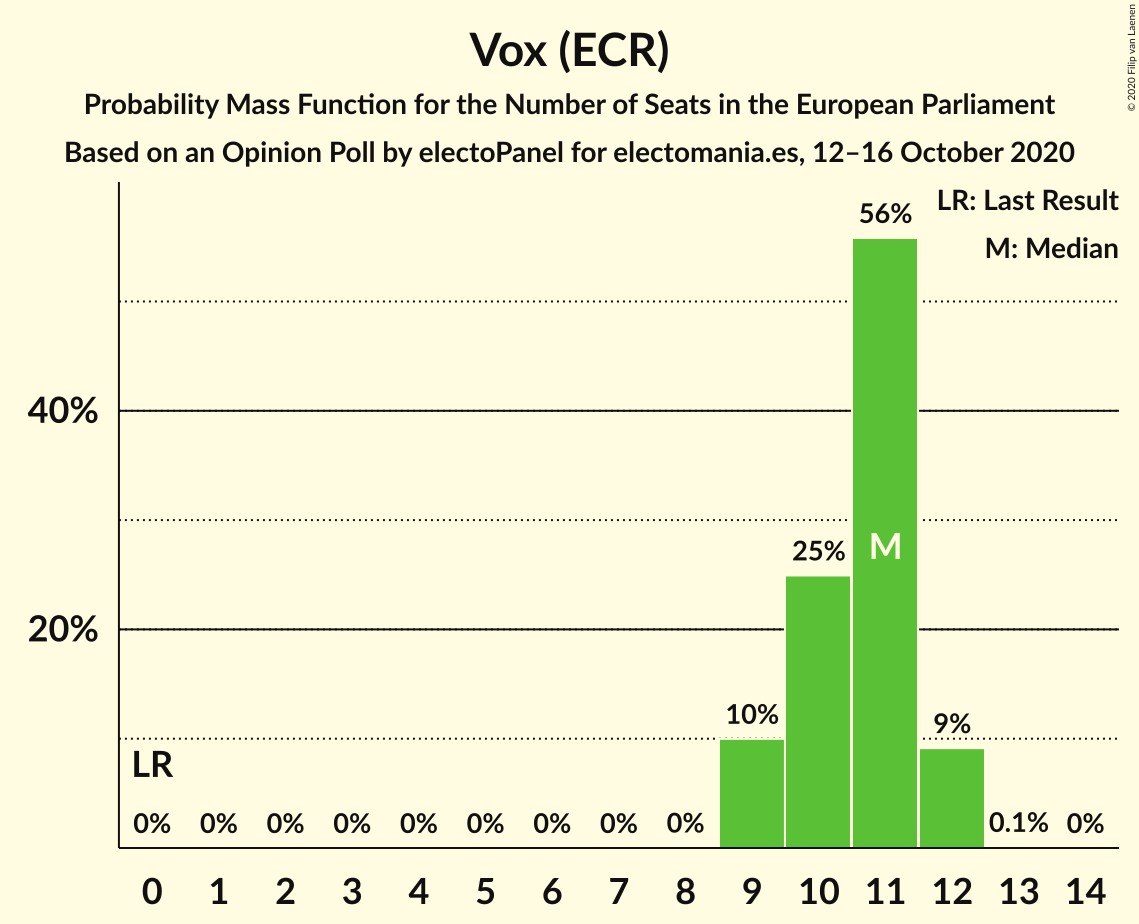 Vox (ECR)
Probability Mass Function for the Number of Seats in the European Parliament
Based on an Opinion Poll by electoPanel for electomania.es, 12–16 October 2020
© 2020 Filip van Laenen
LR: Last Result
M: Median
56%
40%
M
25%
20%
10%
9%
LR
0% 0% 0% 0% 0% 0% 0% 0% 0% 0.1% 0%
0 1 2 3 4 5 6 7 8 9 10 11 12 13 14